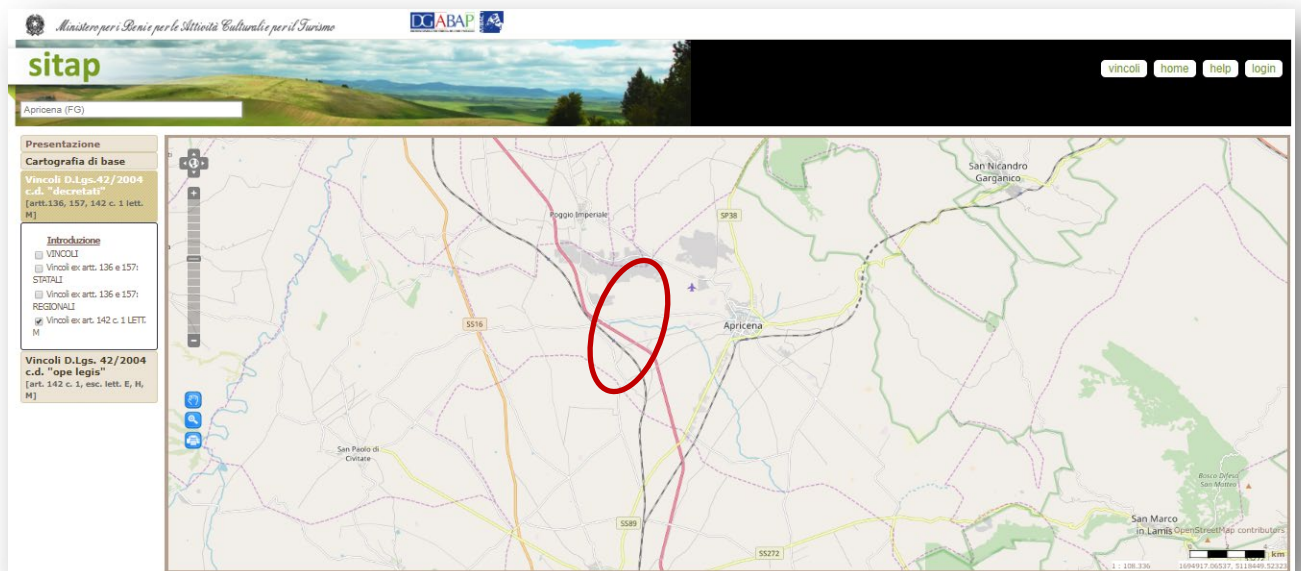 Ministero per i Beni e per le Attività Culturali e per il Turismo
DGABAP
sitap
vincoli home help login
Apricena (FG)
Presentazione
Cartografia di base
Vincoli D.Lgs.42/2004
c.d. "decretati"
[artt.136, 157, 142 c. 1 lett.
M]
Introduzione
VINCOLI
Vincoli ex artt. 136 e 157:
STATALI
Vincoli ex artt. 136 e 157:
REGIONALI
Vincoli ex art. 142 c. 1 LETT.
M
Vincoli D.Lgs. 42/2004
c.d. "ope legis"
[art. 142 c. 1, esc. lett. E, H,
M]
San Nicandro
Garganico
Poggio Imperiale
SP38
SS16
Apricena
San Paolo di
Civitate
SS89
SS272
Bosco Difesa
San Matteo
San Marco
in Lamis
OpenStreetMap contributors
km
1 : 108.336
1694917.06537, 5118449.52323